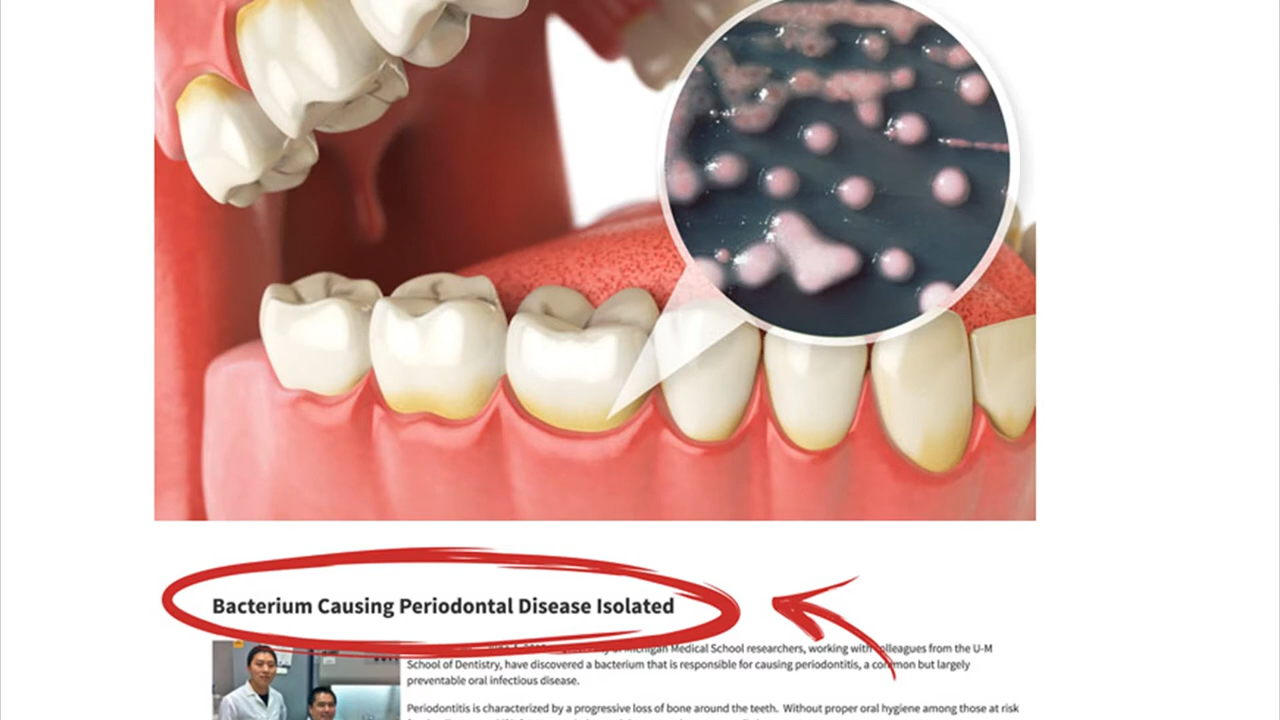 Bacterium Causing Periodontal Disease Isolated
Michigan Medical School researchers, working with colleagues from the U-M
School of Dentistry, have discovered a bacterium that is responsible for causing periodontitis, a common but largely
preventable oral infectious disease.
Periodontitis is characterized by a progressive loss of bone around the teeth. Without proper oral hygiene among those at risk